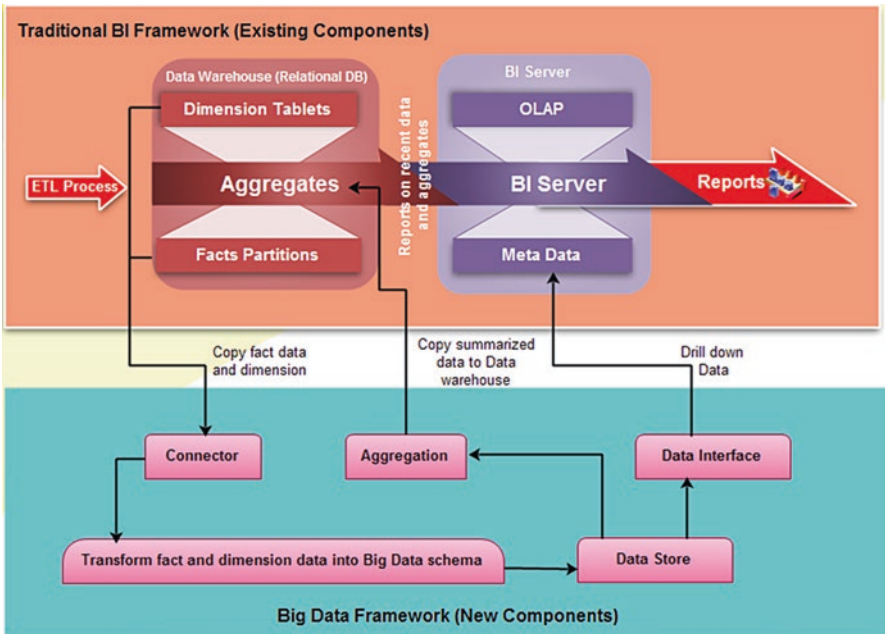 Traditional BI Framework (Existing Components)
Data Warehouse (Relational DB)
Dimension Tablets
ETL Process
Aggregates
Facts Partitions
Reports on recent data
and aggregates
BI Server
OLAP
BI Server
Meta Data
Reports
Copy fact data
and dimension
Copy summarized
data to Data
warehouse
Drill down
Data
Connector
Aggregation
Data Interface
Transform fact and dimension data into Big Data schema
Data Store
Big Data Framework (New Components)